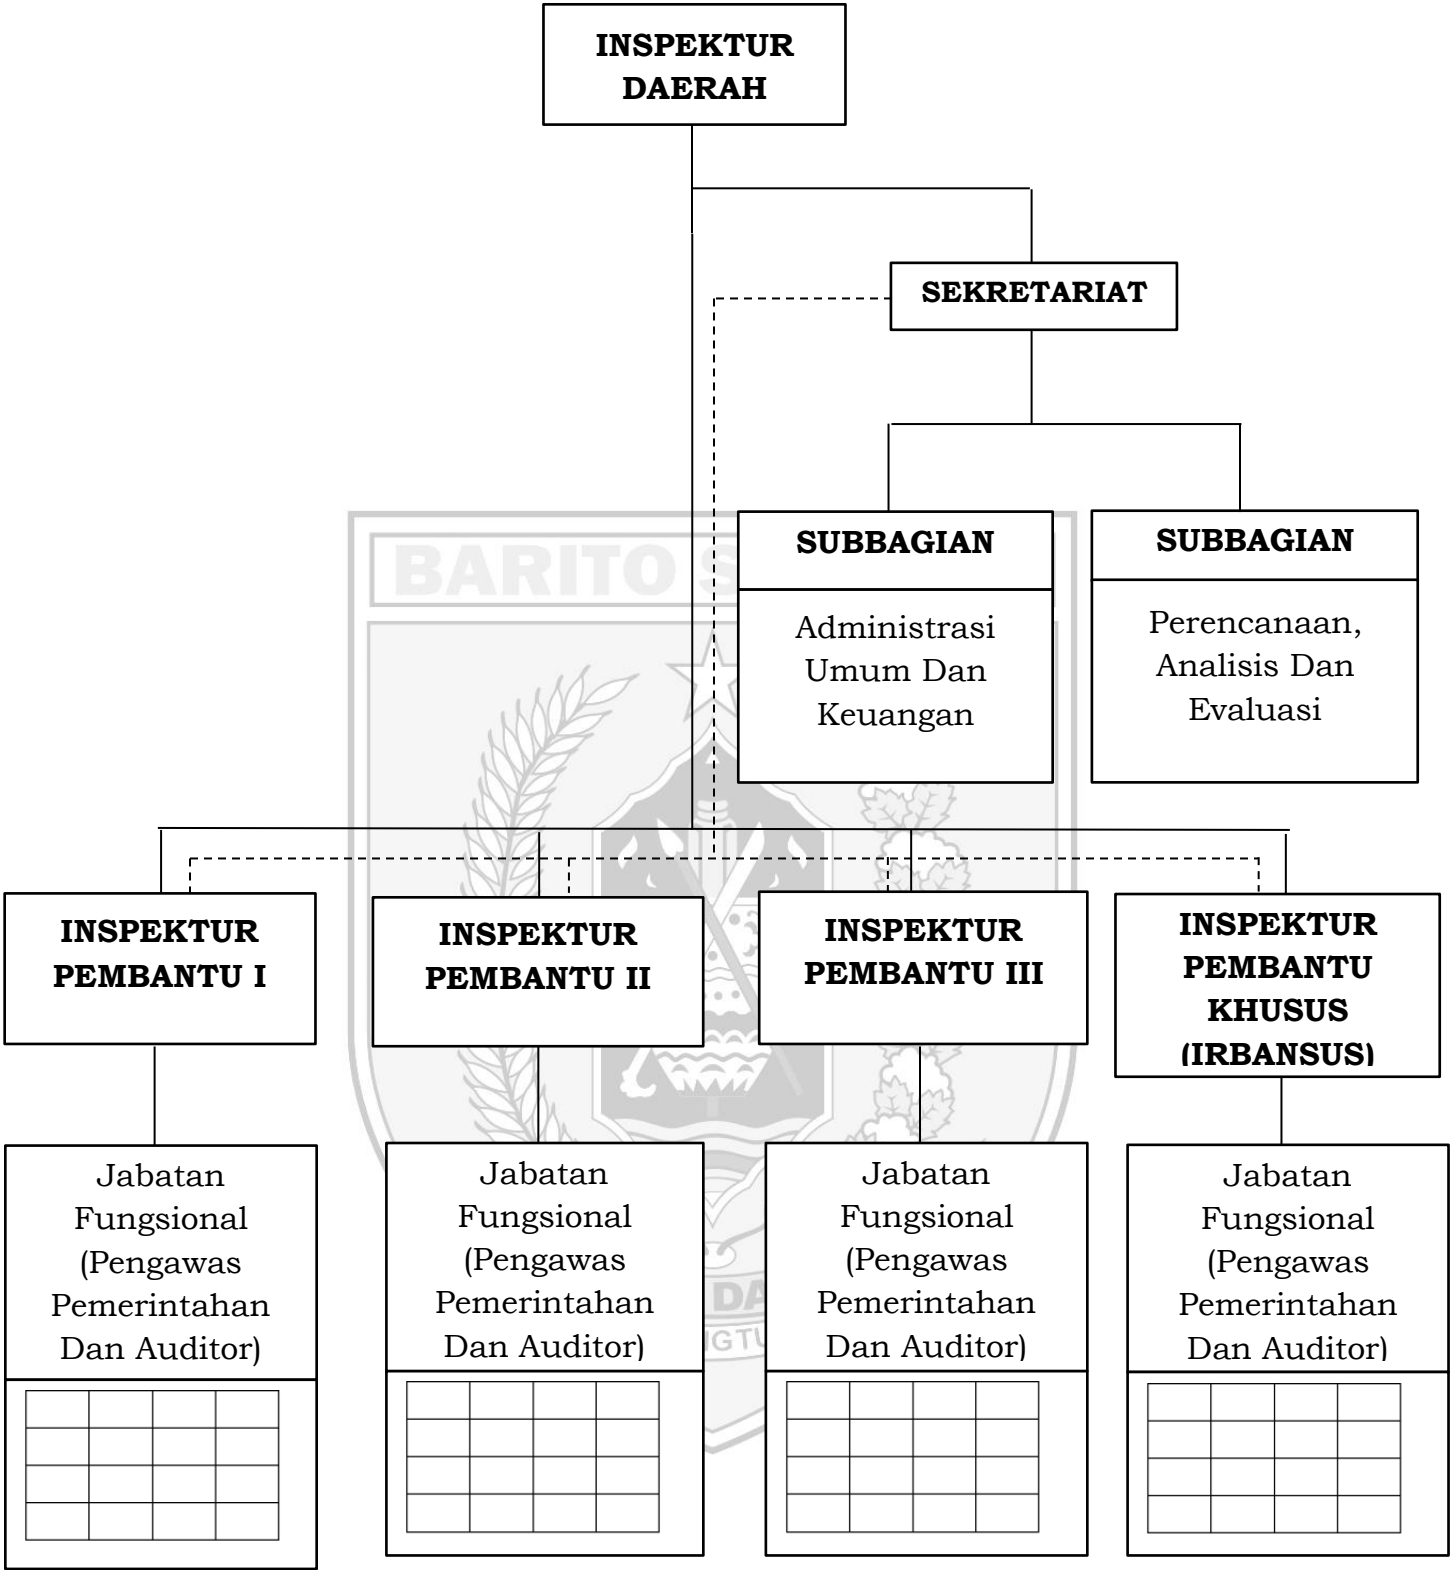 INSPEKTUR
DAERAH
SEKRETARIAT
SUBBAGIAN
Administrasi
Umum Dan
Keuangan
SUBBAGIAN
Perencanaan,
Analisis Dan
Evaluasi
BARITO
INSPEKTUR
PEMBANTU I
INSPEKTUR
PEMBANTU II
INSPEKTUR
PEMBANTU III
INSPEKTUR
PEMBANTU
KHUSUS
(IRBANSUS)
Jabatan
Fungsional
(Pengawas
Pemerintahan
Dan Auditor)
Jabatan
Fungsional
(Pengawas
Pemerintahan
Dan Auditor)
Jabatan
Fungsional
(Pengawas
Pemerintahan
Dan Auditor)
Jabatan
Fungsional
(Pengawas
Pemerintahan
Dan Auditor)